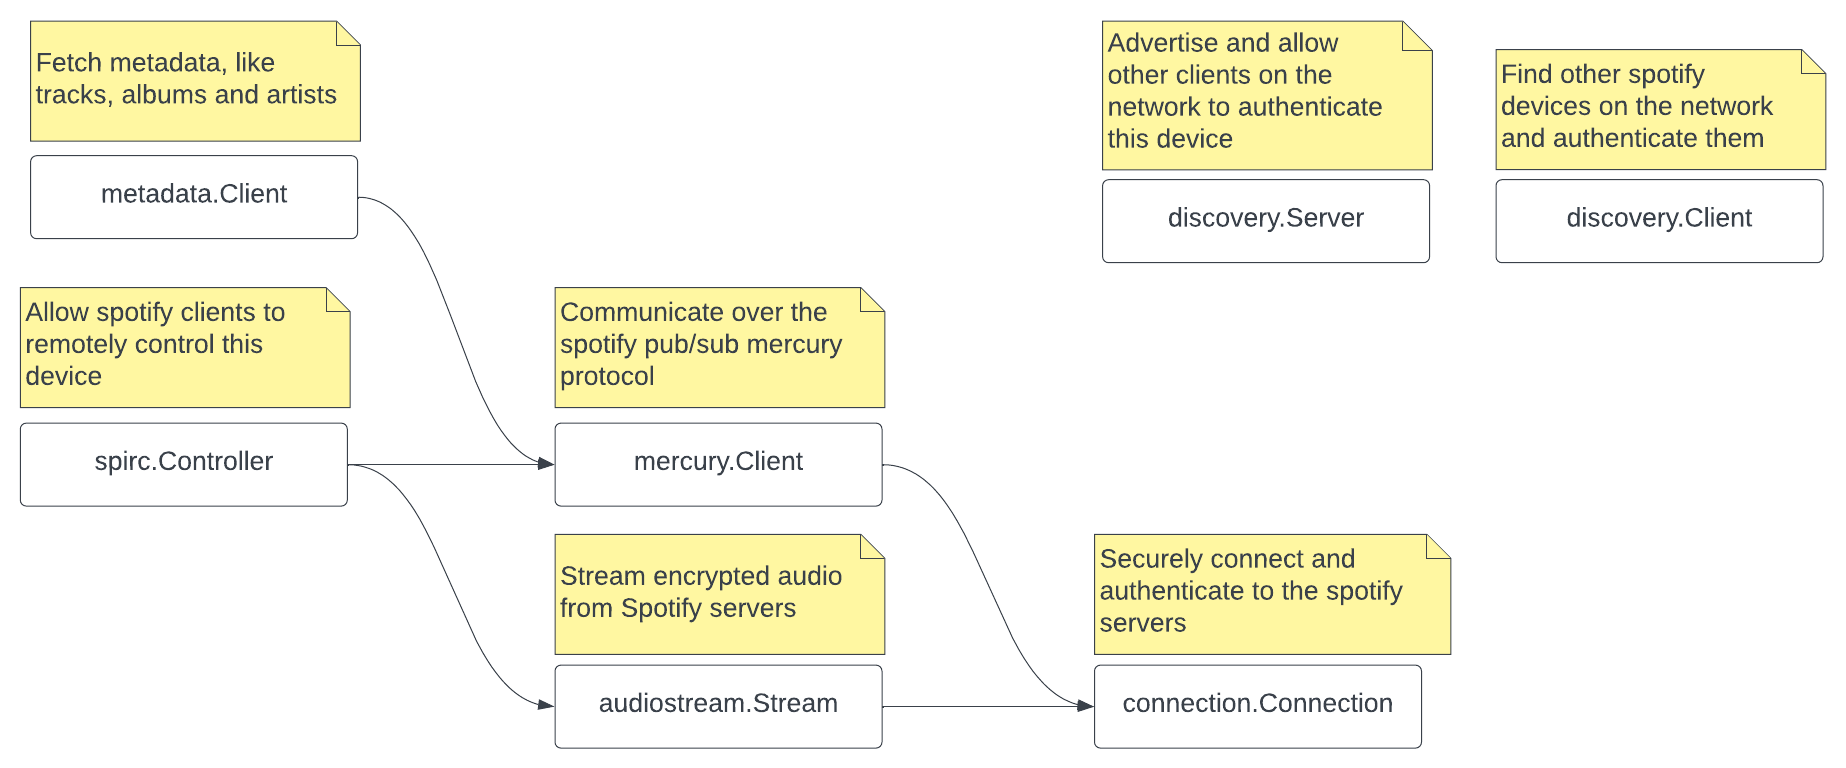 Fetch metadata, like
tracks, albums and artists
metadata.Client
Advertise and allow
other clients on the
network to authenticate
this device
discovery.Server
Find other spotify
devices on the network
and authenticate them
discovery.Client
Allow spotify clients to
remotely control this
device
spirc.Controller
Communicate over the
spotify pub/sub mercury
protocol
mercury.Client
Stream encrypted audio
from Spotify servers
audiostream.Stream
Securely connect and
authenticate to the spotify
servers
connection.Connection